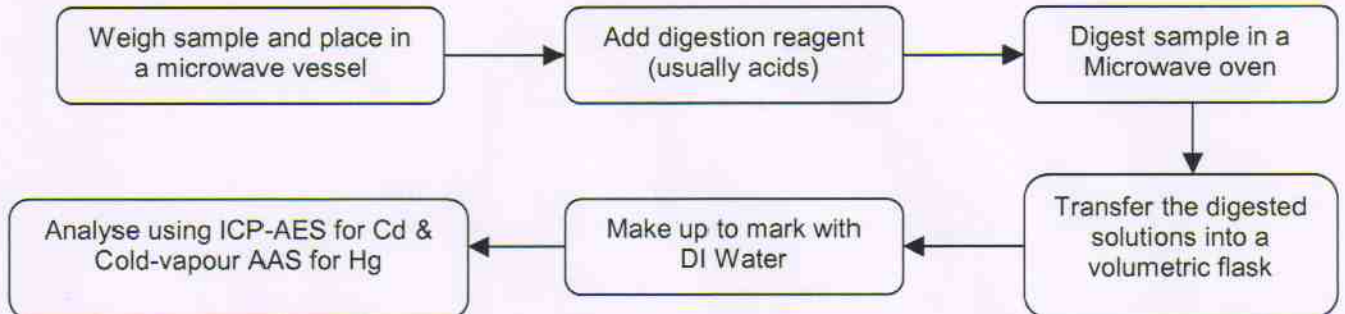 Weigh sample and place in
a microwave vessel
Add digestion reagent
(usually acids)
Digest sample in a
Microwave oven
Transfer the digested
solutions into a
volumetric flask
Make up to mark with
DI Water
Analyse using ICP-AES for Cd &
Cold-vapour AAS for Hg